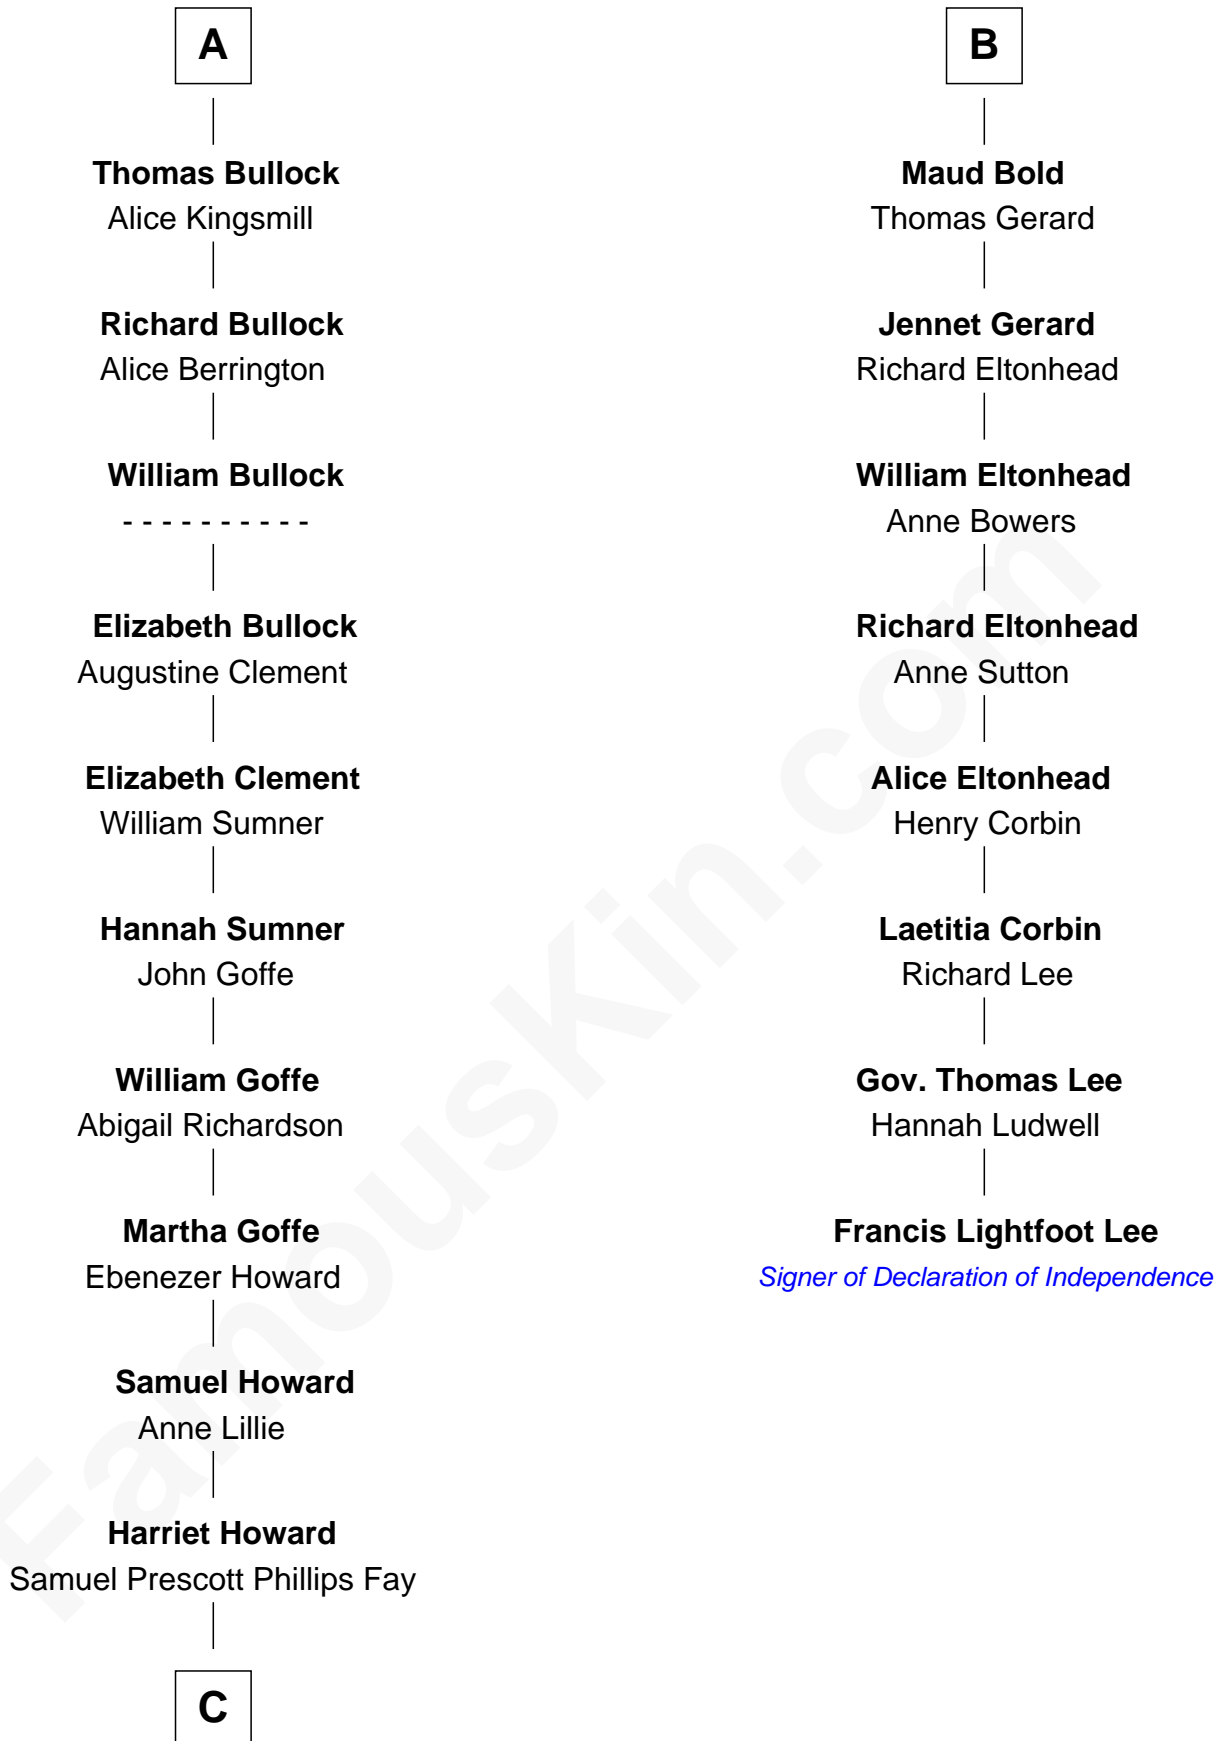 A
Thomas Bullock
Alice Kingsmill
Richard Bullock
Alice Berrington
William Bullock
- - - - - - - - - -
Elizabeth Bullock
Augustine Clement
Elizabeth Clement
William Sumner
Hannah Sumner
John Goffe
William Goffe
Abigail Richardson
Martha Goffe
Ebenezer Howard
Samuel Howard
Anne Lillie
Harriet Howard
Samuel Prescott Phillips Fay
C
B
Maud Bold
Thomas Gerard
Jennet Gerard
Richard Eltonhead
William Eltonhead
Anne Bowers
Richard Eltonhead
Anne Sutton
Alice Eltonhead
Henry Corbin
Laetitia Corbin
Richard Lee
Gov. Thomas Lee
Hannah Ludwell
Francis Lightfoot Lee
Signer of Declaration of Independence
FamousKin.com